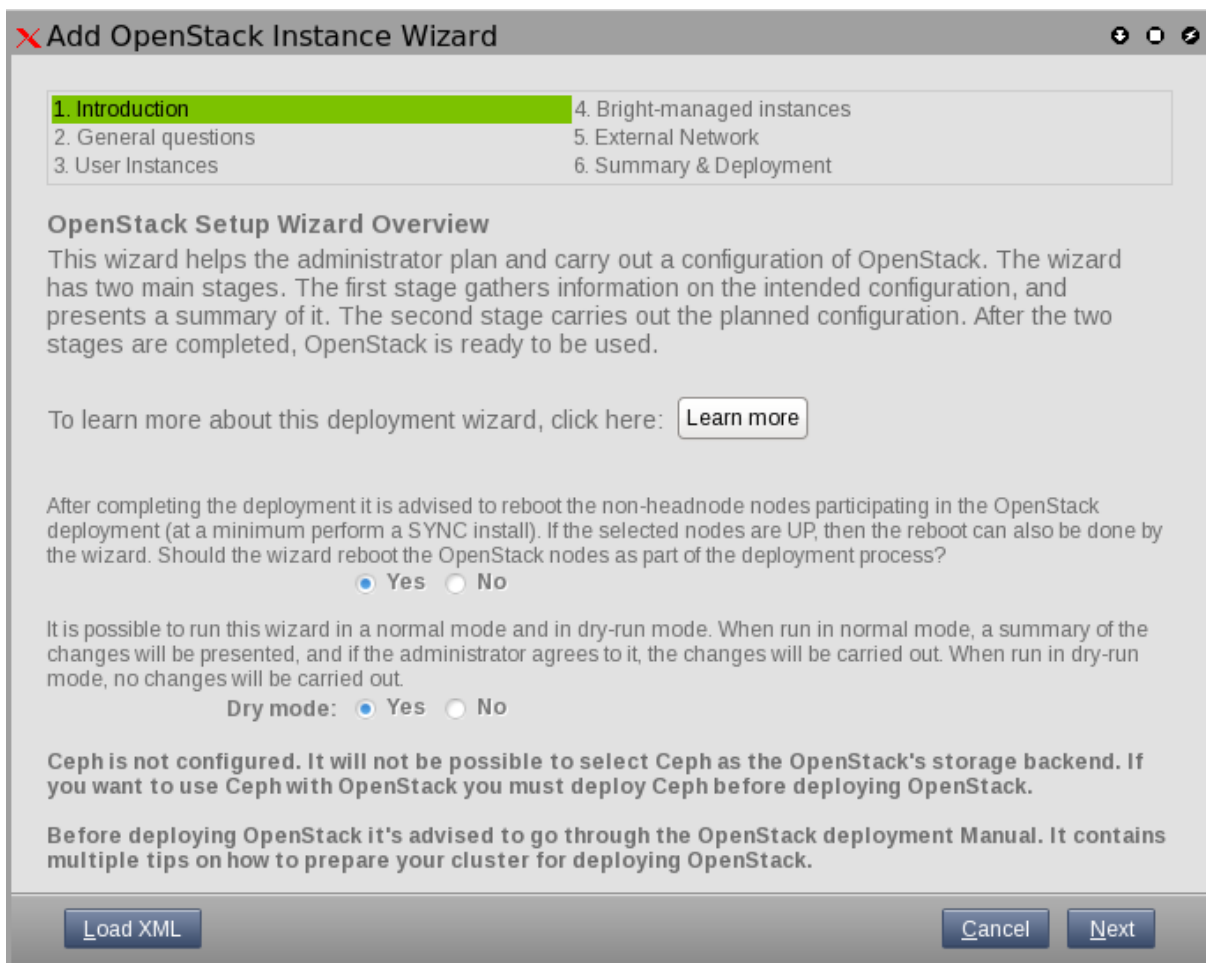 Add OpenStack Instance Wizard
1. Introduction
2. General questions
3. User Instances
4. Bright-managed instances
5. External Network
6. Summary & Deployment
OpenStack Setup Wizard Overview
This wizard helps the administrator plan and carry out a configuration of OpenStack. The wizard
has two main stages. The first stage gathers information on the intended configuration, and
presents a summary of it. The second stage carries out the planned configuration. After the two
stages are completed, OpenStack is ready to be used.
To learn more about this deployment wizard, click here: Learn more
After completing the deployment it is advised to reboot the non-headnode nodes participating in the OpenStack
deployment (at a minimum perform a SYNC install). If the selected nodes are UP, then the reboot can also be done by
the wizard. Should the wizard reboot the OpenStack nodes as part of the deployment process?
Yes No
It is possible to run this wizard in a normal mode and in dry-run mode. When run in normal mode, a summary of the
changes will be presented, and if the administrator agrees to it, the changes will be carried out. When run in dry-run
mode, no changes will be carried out.
Dry mode: Yes No
Ceph is not configured. It will not be possible to select Ceph as the OpenStack's storage backend. If
you want to use Ceph with OpenStack you must deploy Ceph before deploying OpenStack.
Before deploying OpenStack it's advised to go through the OpenStack deployment Manual. It contains
multiple tips on how to prepare your cluster for deploying OpenStack.
Load XML Cancel Next